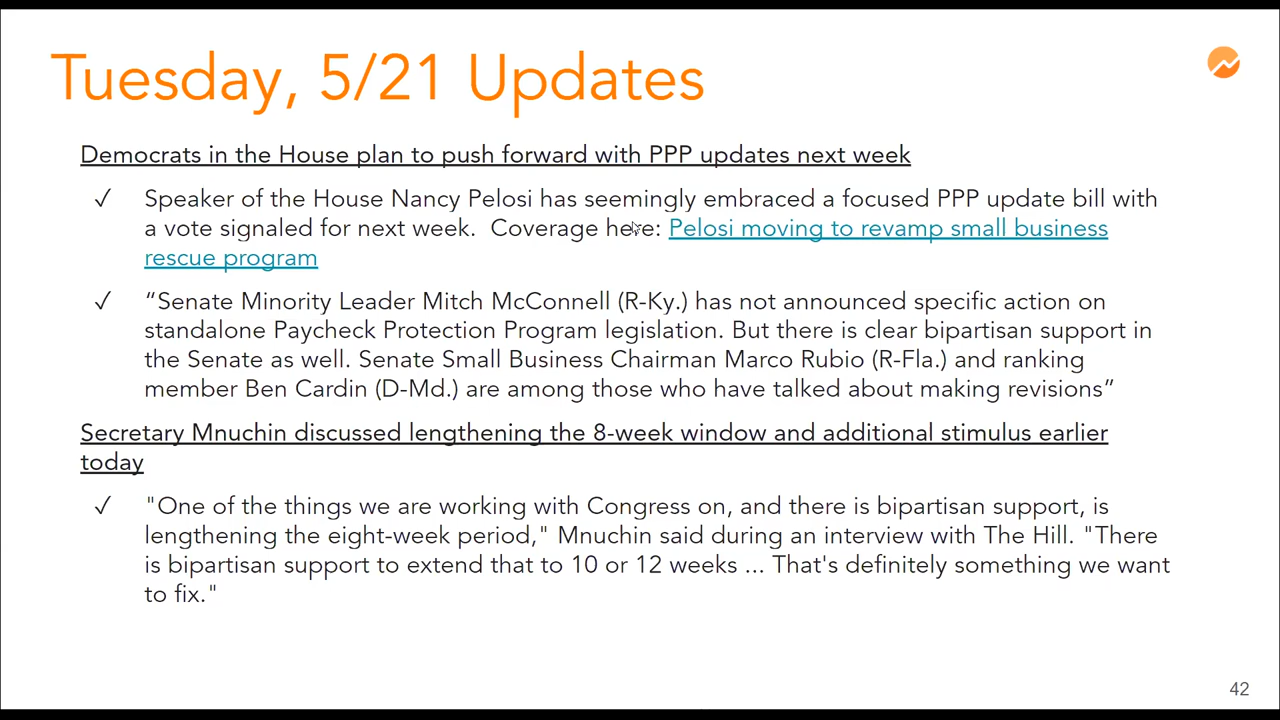 Tuesday, 5/21 Updates
Democrats in the House plan to push forward with PPP updates next week
✓ Speaker of the House Nancy Pelosi has seemingly embraced a focused PPP update bill with
a vote signaled for next week.  Coverage here: Pelosi moving to revamp small business
rescue program
✓ “Senate Minority Leader Mitch McConnell (R-Ky.) has not announced specific action on
standalone Paycheck Protection Program legislation. But there is clear bipartisan support in
the Senate as well. Senate Small Business Chairman Marco Rubio (R-Fla.) and ranking
member Ben Cardin (D-Md.) are among those who have talked about making revisions”
Secretary Mnuchin discussed lengthening the 8-week window and additional stimulus earlier
today
✓ "One of the things we are working with Congress on, and there is bipartisan support, is
lengthening the eight-week period," Mnuchin said during an interview with The Hill. "There
is bipartisan support to extend that to 10 or 12 weeks ... That's definitely something we want
to fix."
42